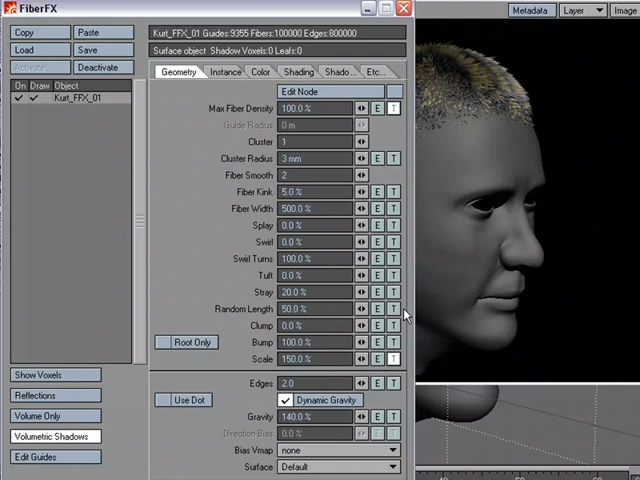 FiberFX
Metadata Layer Image
Copy Paste
Load Save
Activate Deactivate
On Draw Object
Kurt_FFX_01
Kurt_FFX_01 Guides:9355 Fibers:100000 Edges:800000
Surface object Shadow Voxels:0 Leafs:0
Geometry Instance Color Shading Shado... Etc...
Edit Node
Max Fiber Density 100.0 % E T
Guide Radius 0 m
Cluster 1
Cluster Radius 3 mm E T
Fiber Smooth 2
Fiber Kink 5.0 % E T
Fiber Width 500.0 % E T
Splay 0.0 % E T
Swirl 0.0 % E T
Swirl Turns 100.0 % E T
Tuft 0.0 % E T
Stray 20.0 % E T
Random Length 50.0 % E T
Clump 0.0 % E T
Root Only Bump 100.0 % E T
Scale 150.0 % E T
Edges 2.0 E T
Use Dot Dynamic Gravity
Gravity 140.0 % E T
Direction Bias 0.0 % E T
Bias Vmap none
Surface Default
Show Voxels
Reflections
Volume Only
Volumetric Shadows
Edit Guides